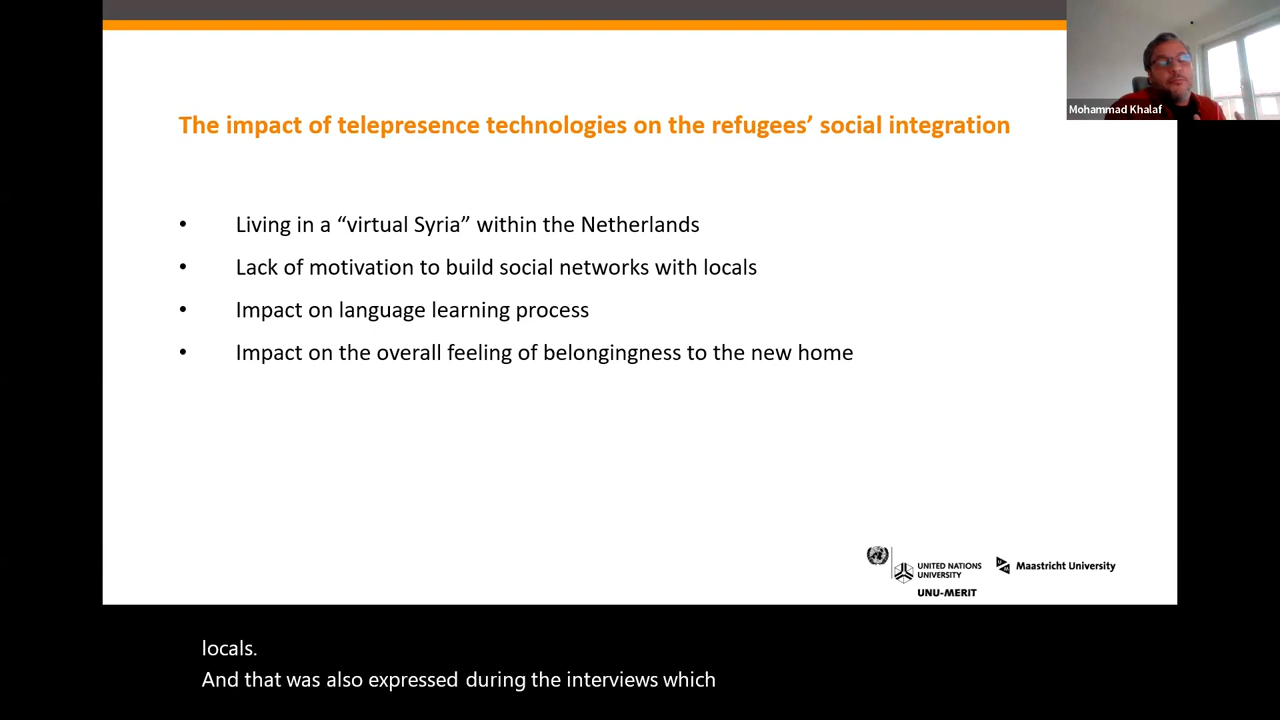 Mohammad Khalaf
The impact of telepresence technologies on the refugees’ social integration
• Living in a “virtual Syria” within the Netherlands
• Lack of motivation to build social networks with locals
• Impact on language learning process
• Impact on the overall feeling of belongingness to the new home
UNITED NATIONS
UNIVERSITY
UNU-MERIT
Maastricht University
locals.
And that was also expressed during the interviews which